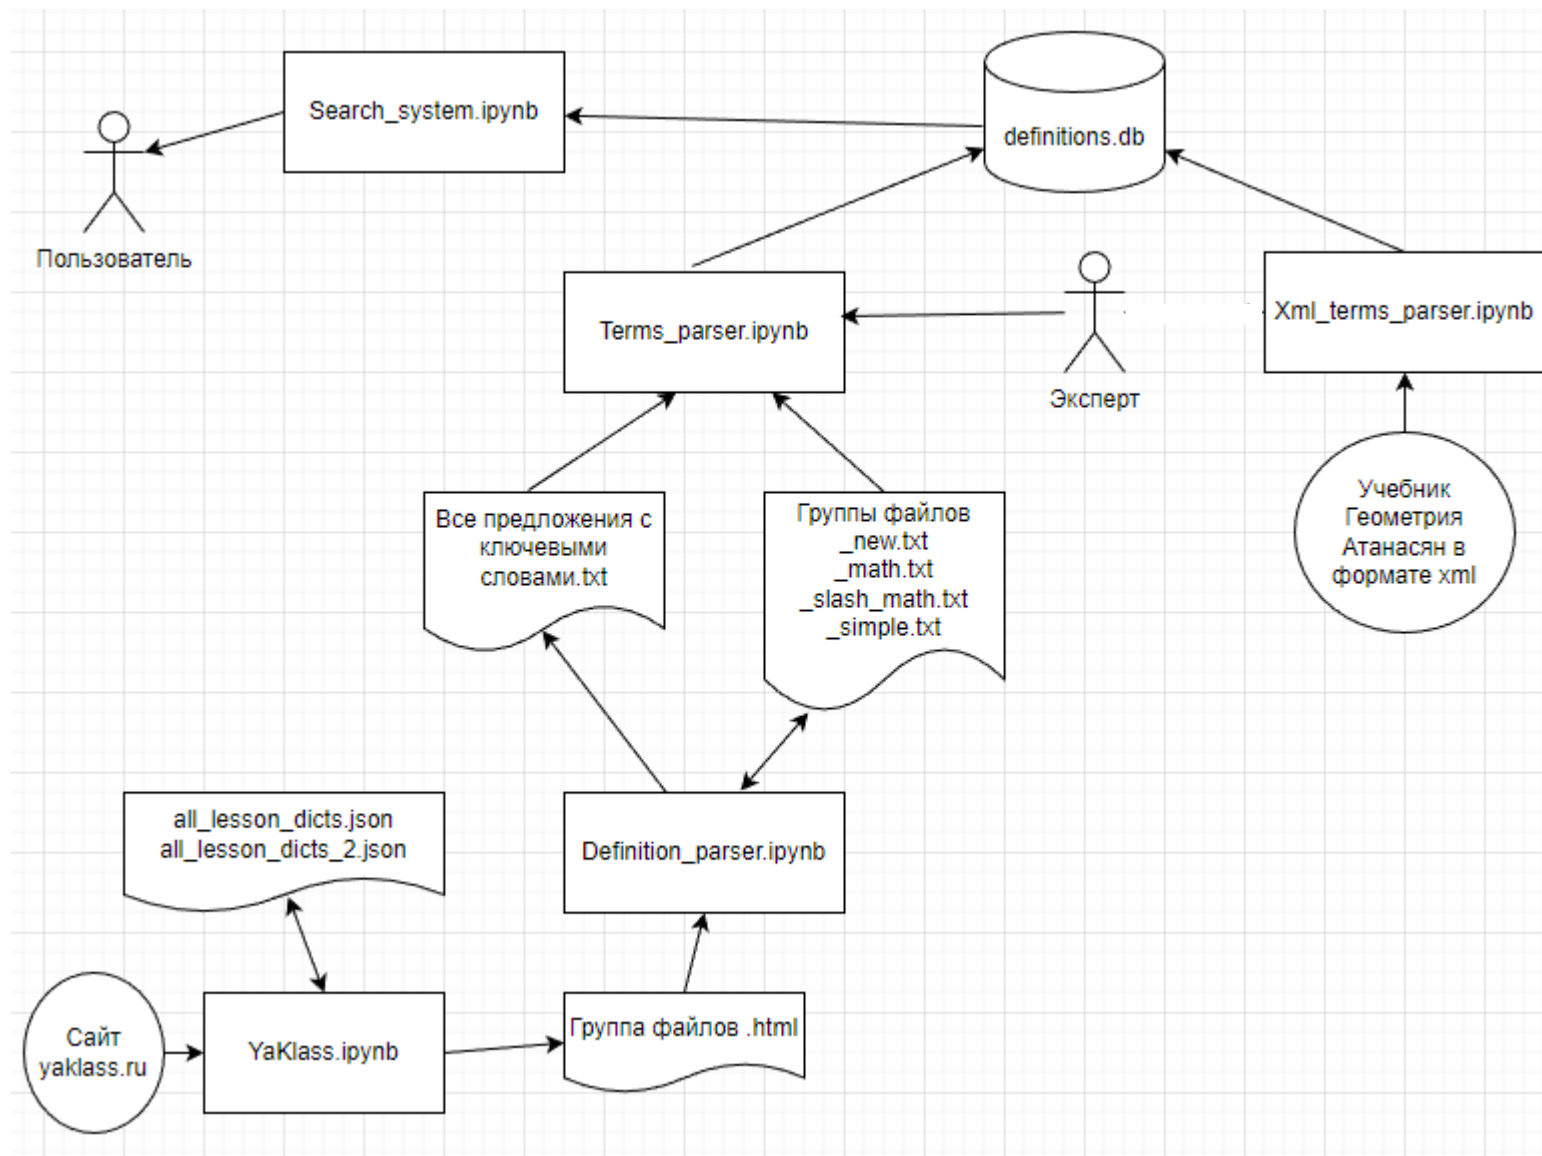 Search_system.ipynb
definitions.db
Пользователь
Terms_parser.ipynb
Эксперт
Xml_terms_parser.ipynb
Все предложения с
ключевыми
словами.txt
Группы файлов
_new.txt
_math.txt
_slash_math.txt
_simple.txt
Учебник
Геометрия
Атанасян в
формате xml
all_lesson_dicts.json
all_lesson_dicts_2.json
Definition_parser.ipynb
Сайт
yaklass.ru
YaKlass.ipynb
Группа файлов .html